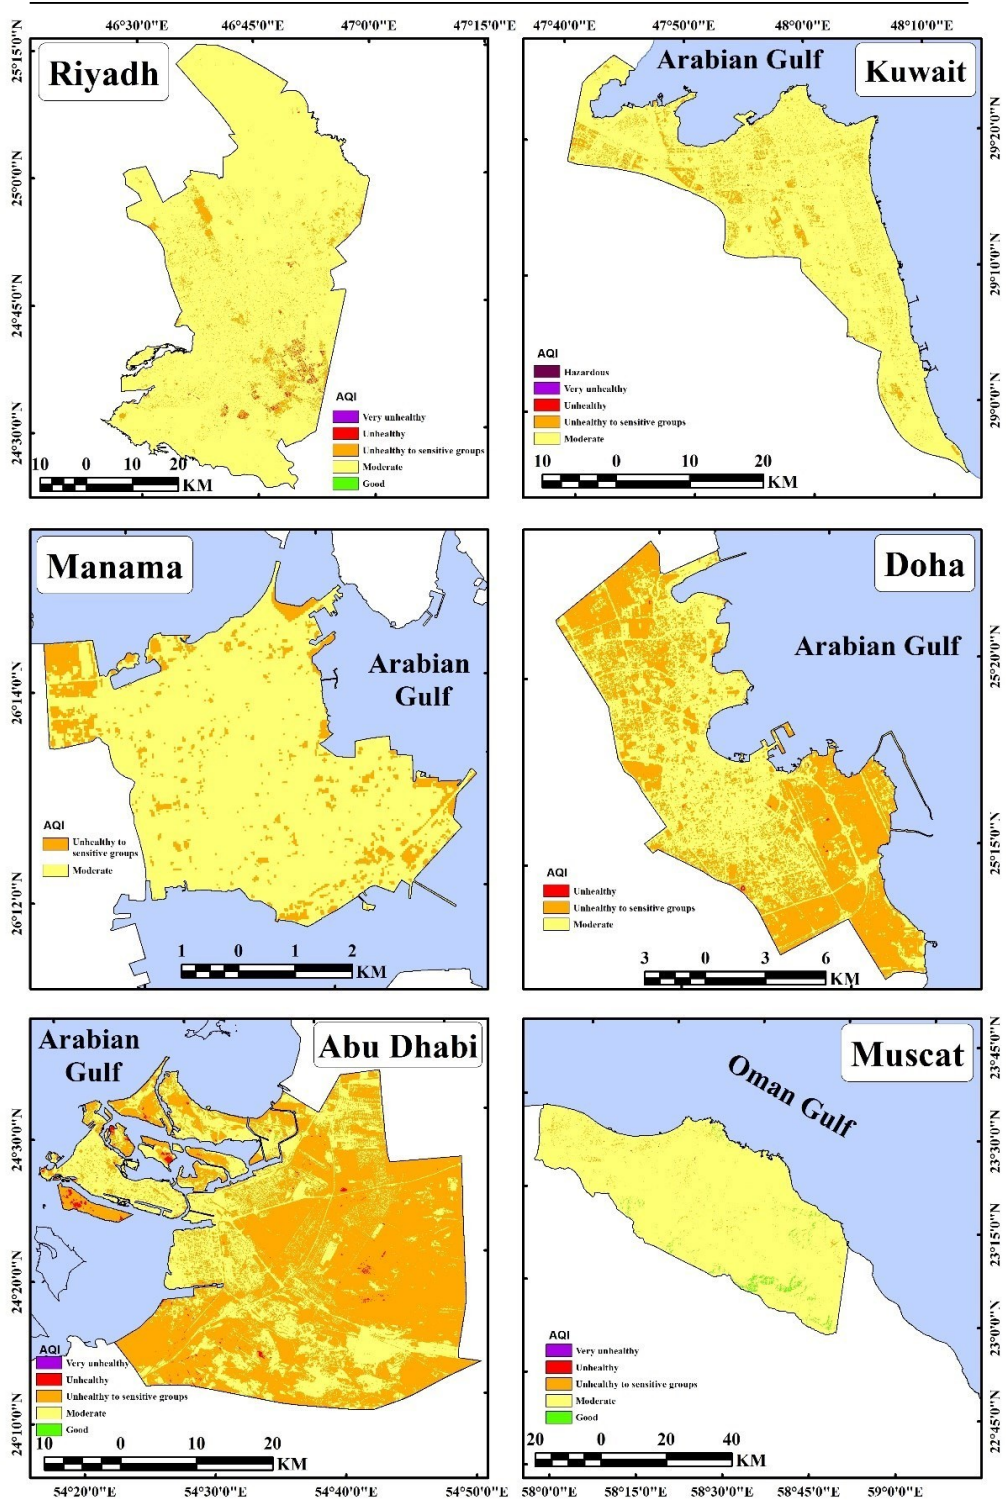 46°30'0"E 46°45'0"E 47°0'0"E 47°15'0"E
47°40'0"E 47°50'0"E 48°0'0"E 48°10'0"E
25°15'0"N
25°0'0"N
24°45'0"N
24°30'0"N
Riyadh
AQI
Very unhealthy
Unhealthy
Unhealthy to sensitive groups
Moderate
Good
10 0 10 20
KM
Arabian Gulf
Kuwait
29°20'0"N
29°10'0"N
29°0'0"N
AQI
Hazardous
Very unhealthy
Unhealthy
Unhealthy to sensitive groups
Moderate
10 0 10 20
KM
Manama
26°14'0"N
26°12'0"N
Arabian
Gulf
AQI
Unhealthy to
sensitive groups
Moderate
1 0 1 2
KM
Doha
Arabian Gulf
25°20'0"N
25°15'0"N
AQI
Unhealthy
Unhealthy to sensitive groups
Moderate
3 0 3 6
KM
Arabian
Gulf
Abu Dhabi
24°30'0"N
24°20'0"N
24°10'0"N
AQI
Very unhealthy
Unhealthy
Unhealthy to sensitive groups
Moderate
Good
10 0 10 20
KM
54°20'0"E 54°30'0"E 54°40'0"E 54°50'0"E
Muscat
Oman Gulf
23°45'0"N
23°30'0"N
23°15'0"N
23°0'0"N
22°45'0"N
AQI
Very unhealthy
Unhealthy
Unhealthy to sensitive groups
Moderate
Good
20 0 20 40
KM
58°0'0"E 58°15'0"E 58°30'0"E 58°45'0"E 59°0'0"E